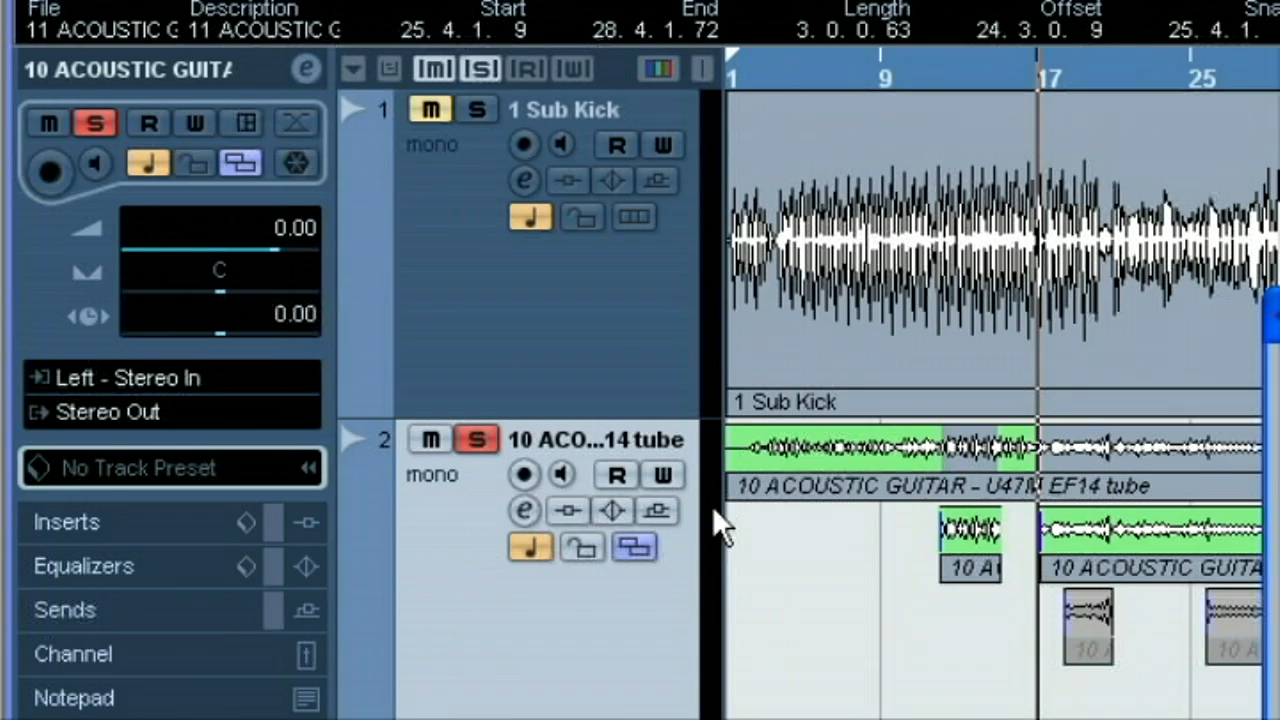 File Description Start End Length Offset Sna
11 ACOUSTIC G 11 ACOUSTIC G 25. 4. 1. 9 28. 4. 1. 72 3. 0. 0. 63 24. 3. 0. 9 25. 4. 1.
10 ACOUSTIC GUITA
M S R W
0.00
C
0.00
Left - Stereo In
Stereo Out
No Track Preset
Inserts
Equalizers
Sends
Channel
Notepad
M S R W
1 9 17 25
1 M S 1 Sub Kick
mono R W
e
1 Sub Kick
2 M S 10 ACO...14 tube
mono R W
e
10 ACOUSTIC GUITAR - U47M EF14 tube
10 A 10 ACOUSTIC GUITA
10 10 A